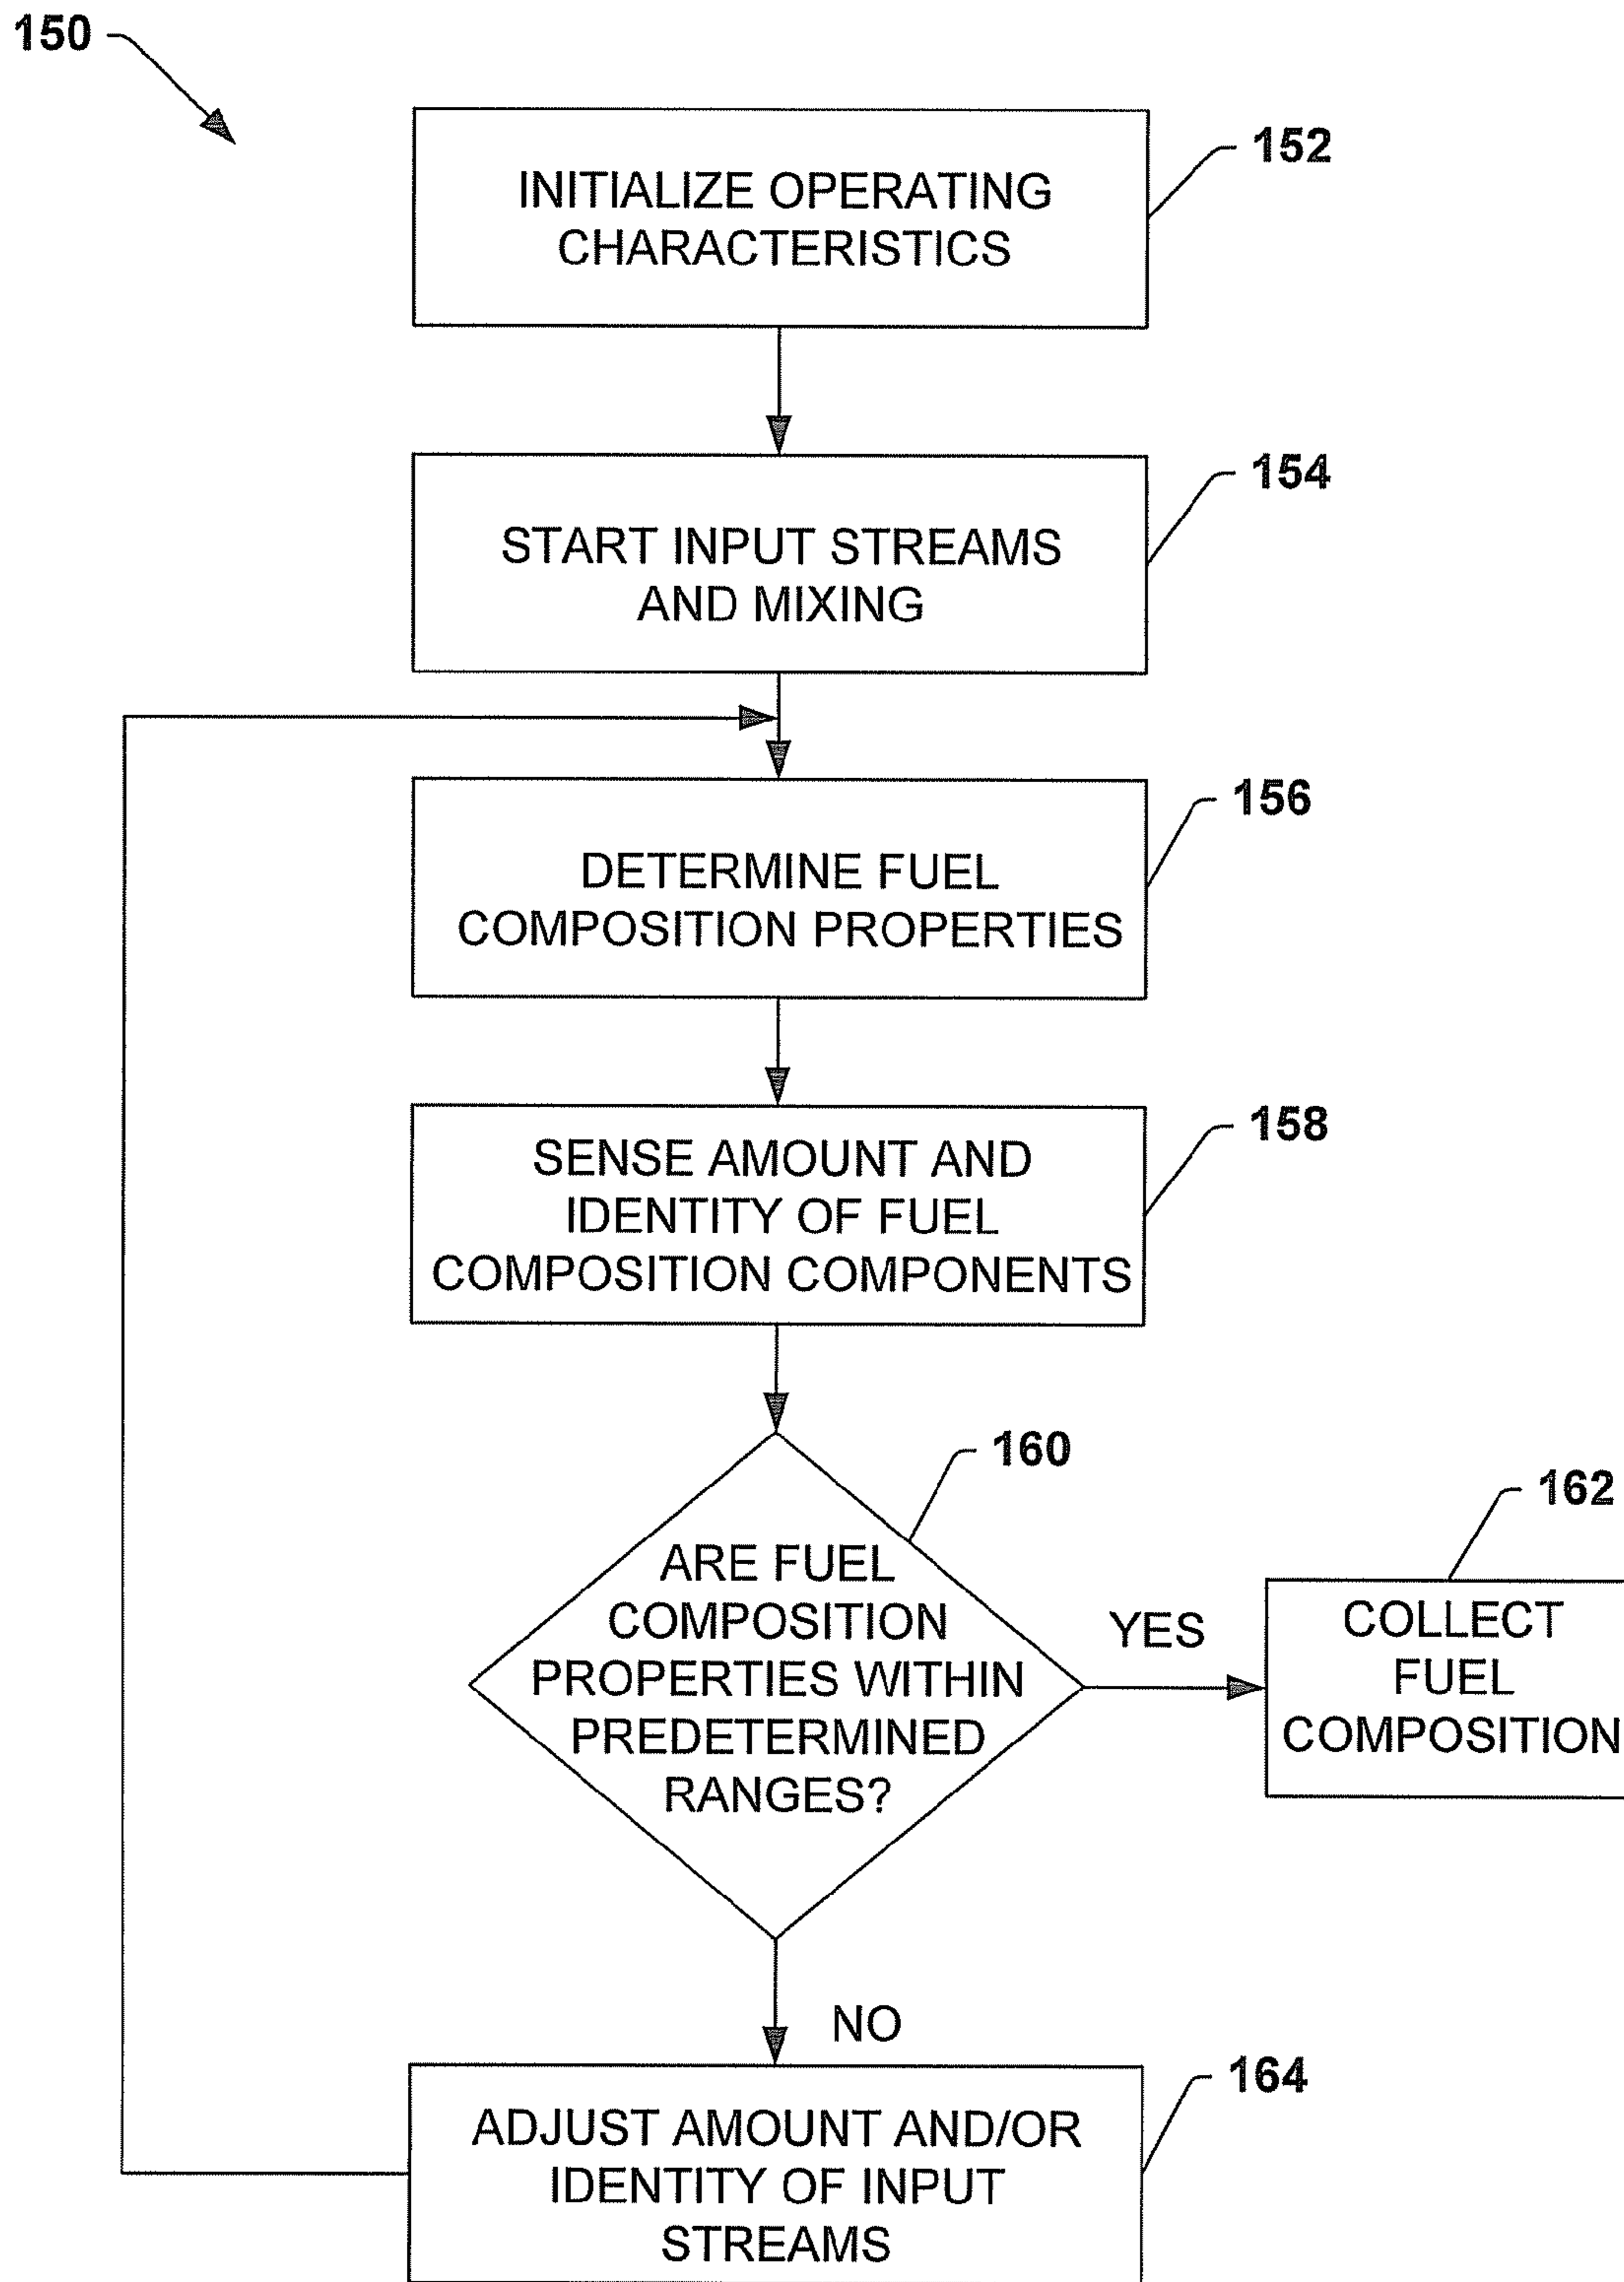 150
152
INITIALIZE OPERATING
CHARACTERISTICS
154
START INPUT STREAMS
AND MIXING
156
DETERMINE FUEL
COMPOSITION PROPERTIES
158
SENSE AMOUNT AND
IDENTITY OF FUEL
COMPOSITION COMPONENTS
160
ARE FUEL
COMPOSITION
PROPERTIES WITHIN
PREDETERMINED
RANGES?
YES
162
COLLECT
FUEL
COMPOSITION
NO
164
ADJUST AMOUNT AND/OR
IDENTITY OF INPUT
STREAMS